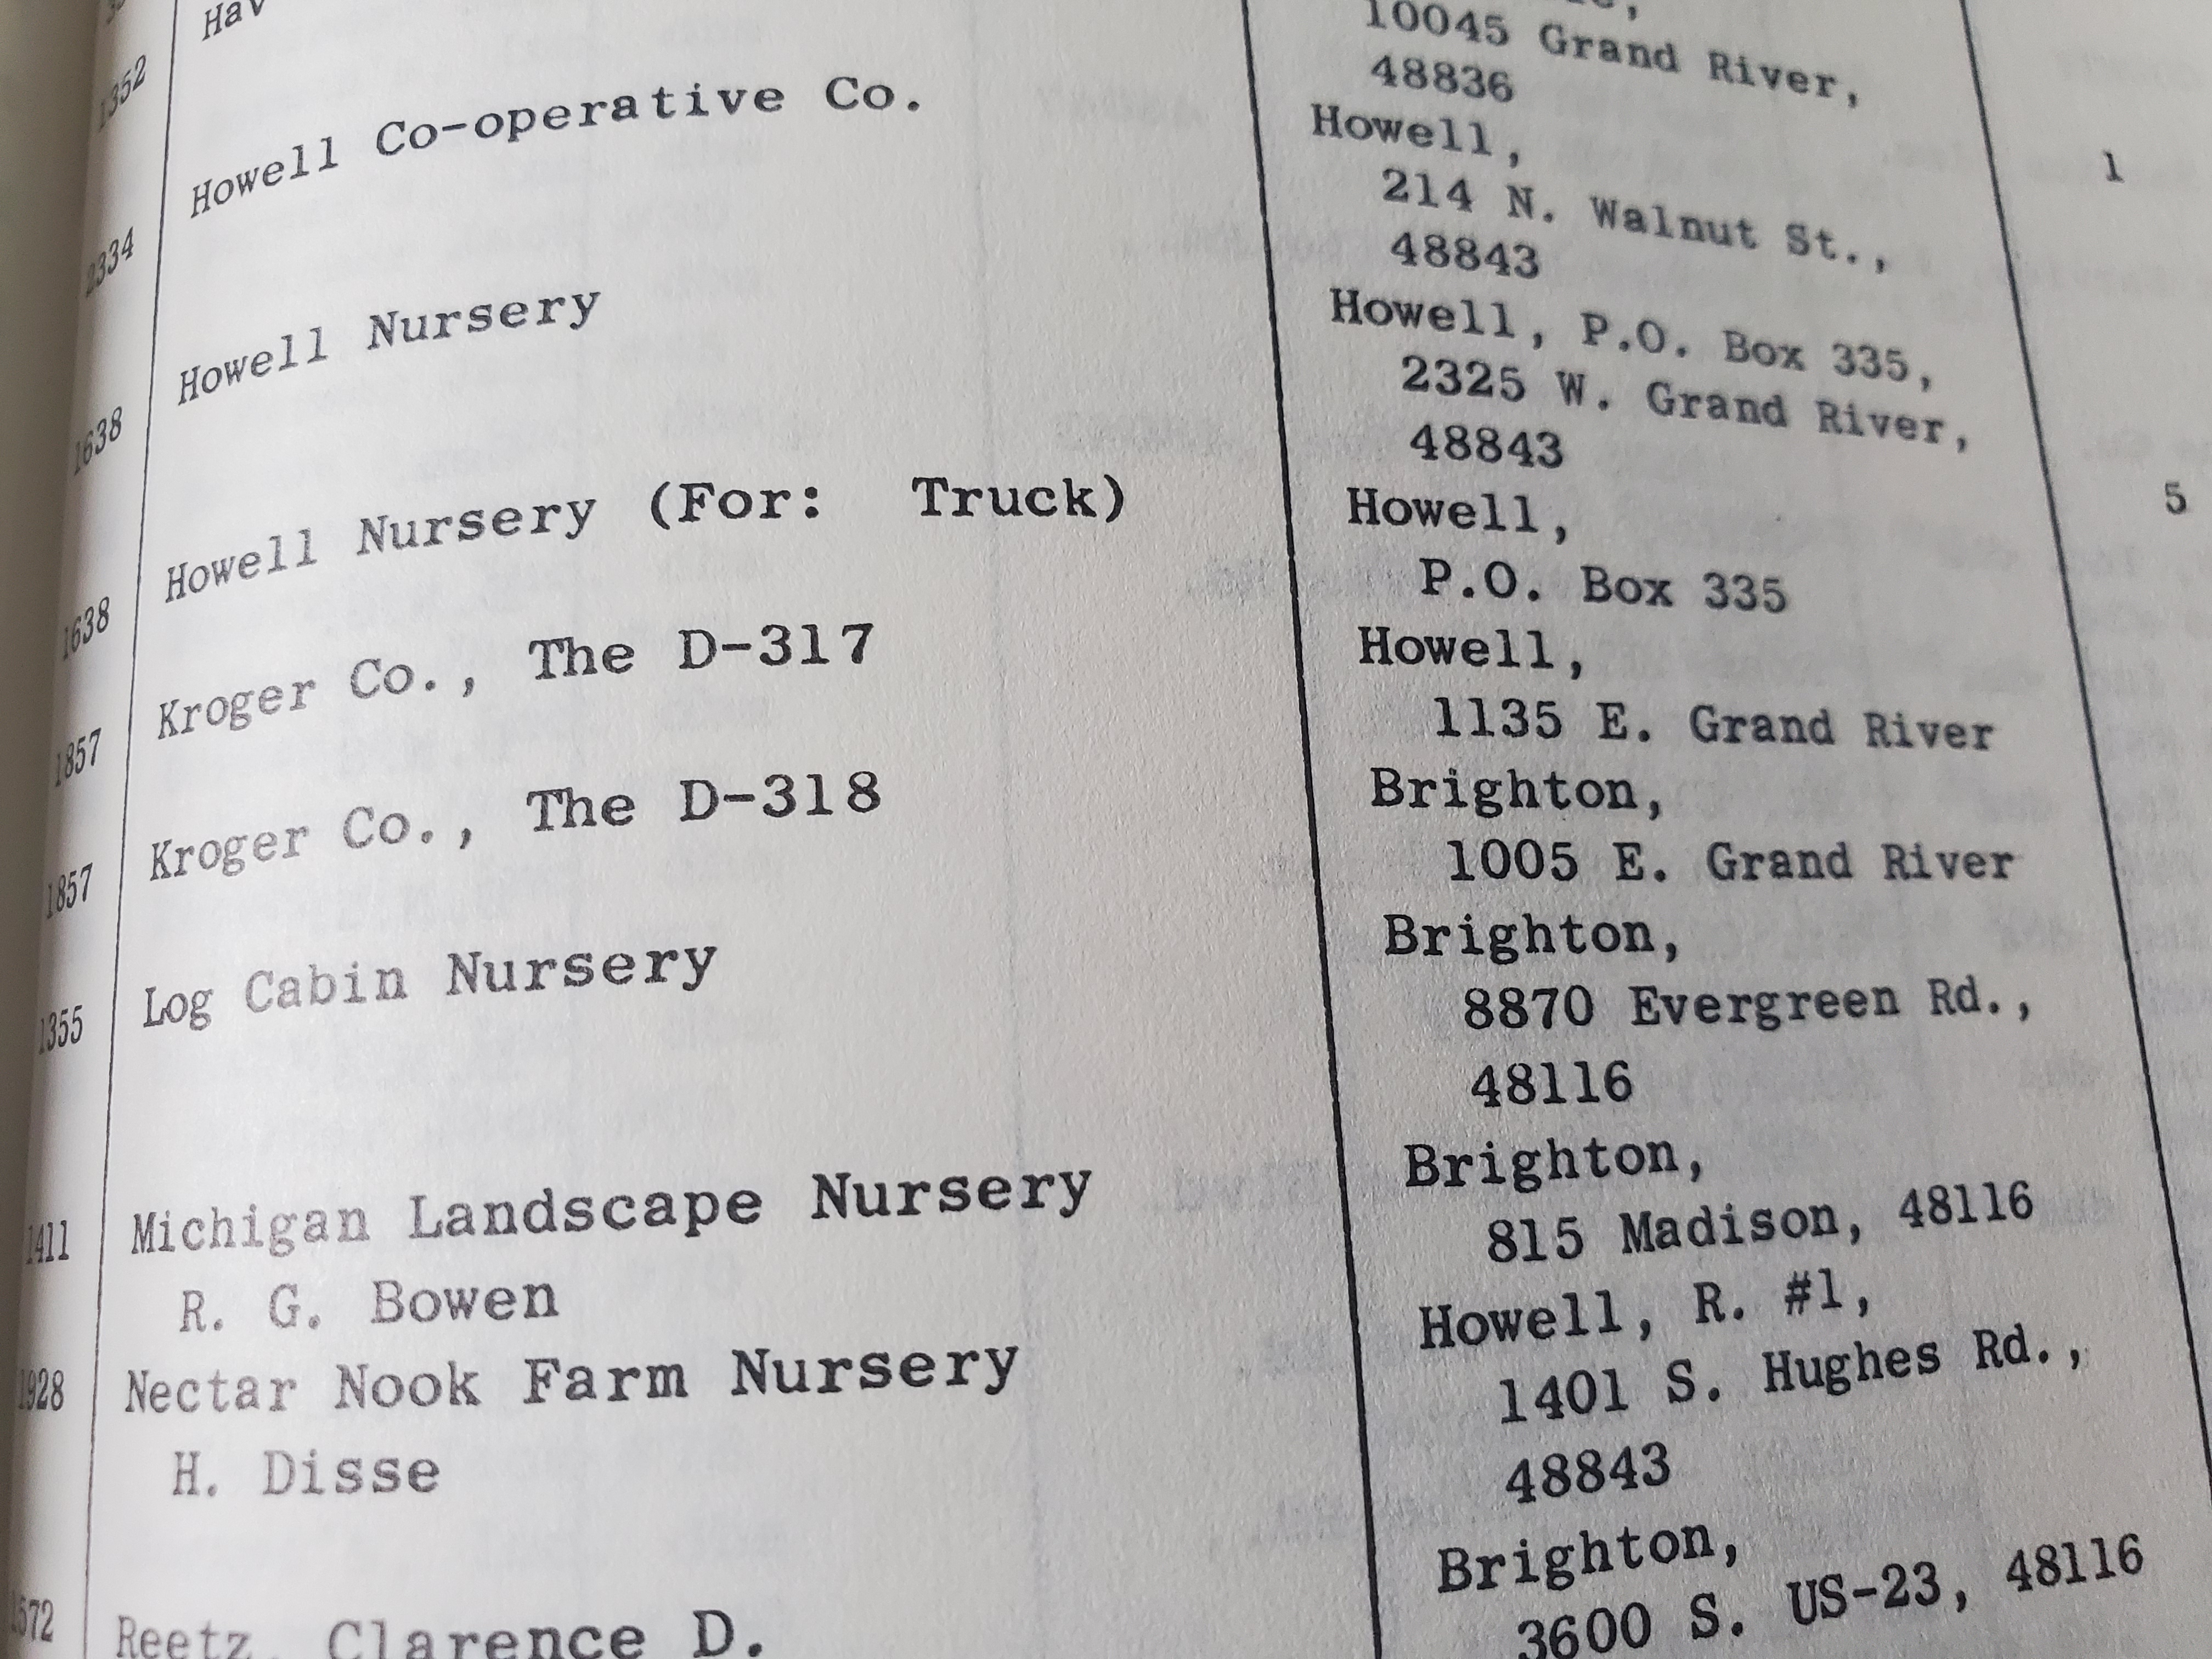 1352 Hav
10045 Grand River, 1
48836
2334 Howell Co-operative Co. Howell,
214 N. Walnut St.,
48843
1638 Howell Nursery Howell, P.O. Box 335,
2325 W. Grand River, 5
48843
1638 Howell Nursery (For: Truck) Howell,
P.O. Box 335
1857 Kroger Co., The D-317 Howell,
1135 E. Grand River
1857 Kroger Co., The D-318 Brighton,
1005 E. Grand River
1355 Log Cabin Nursery Brighton,
8870 Evergreen Rd.,
48116
1411 Michigan Landscape Nursery Brighton,
R. G. Bowen 815 Madison, 48116
1928 Nectar Nook Farm Nursery Howell, R. #1,
H. Disse 1401 S. Hughes Rd.,
48843
572 Reetz, Clarence D. Brighton,
3600 S. US-23, 48116